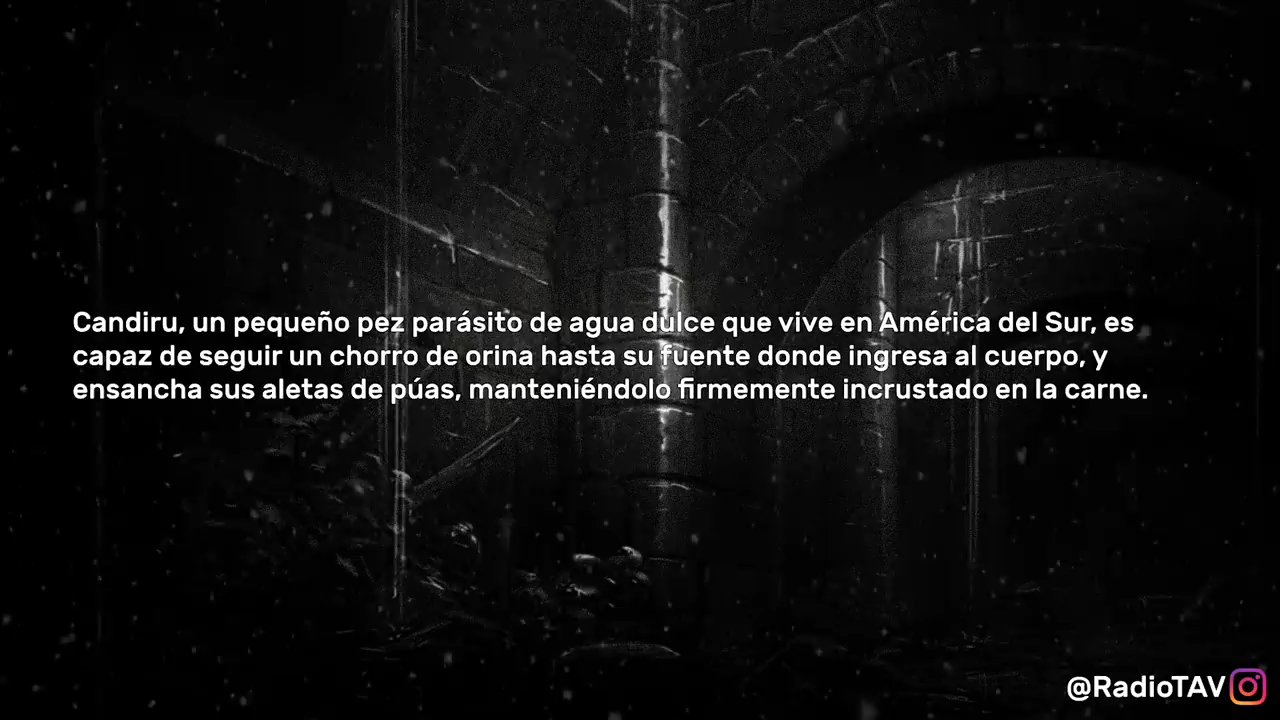 Candiru, un pequeño pez parásito de agua dulce que vive en América del Sur, es
capaz de seguir un chorro de orina hasta su fuente donde ingresa al cuerpo, y
ensancha sus aletas de púas, manteniéndolo firmemente incrustado en la carne.
@RadioTAV